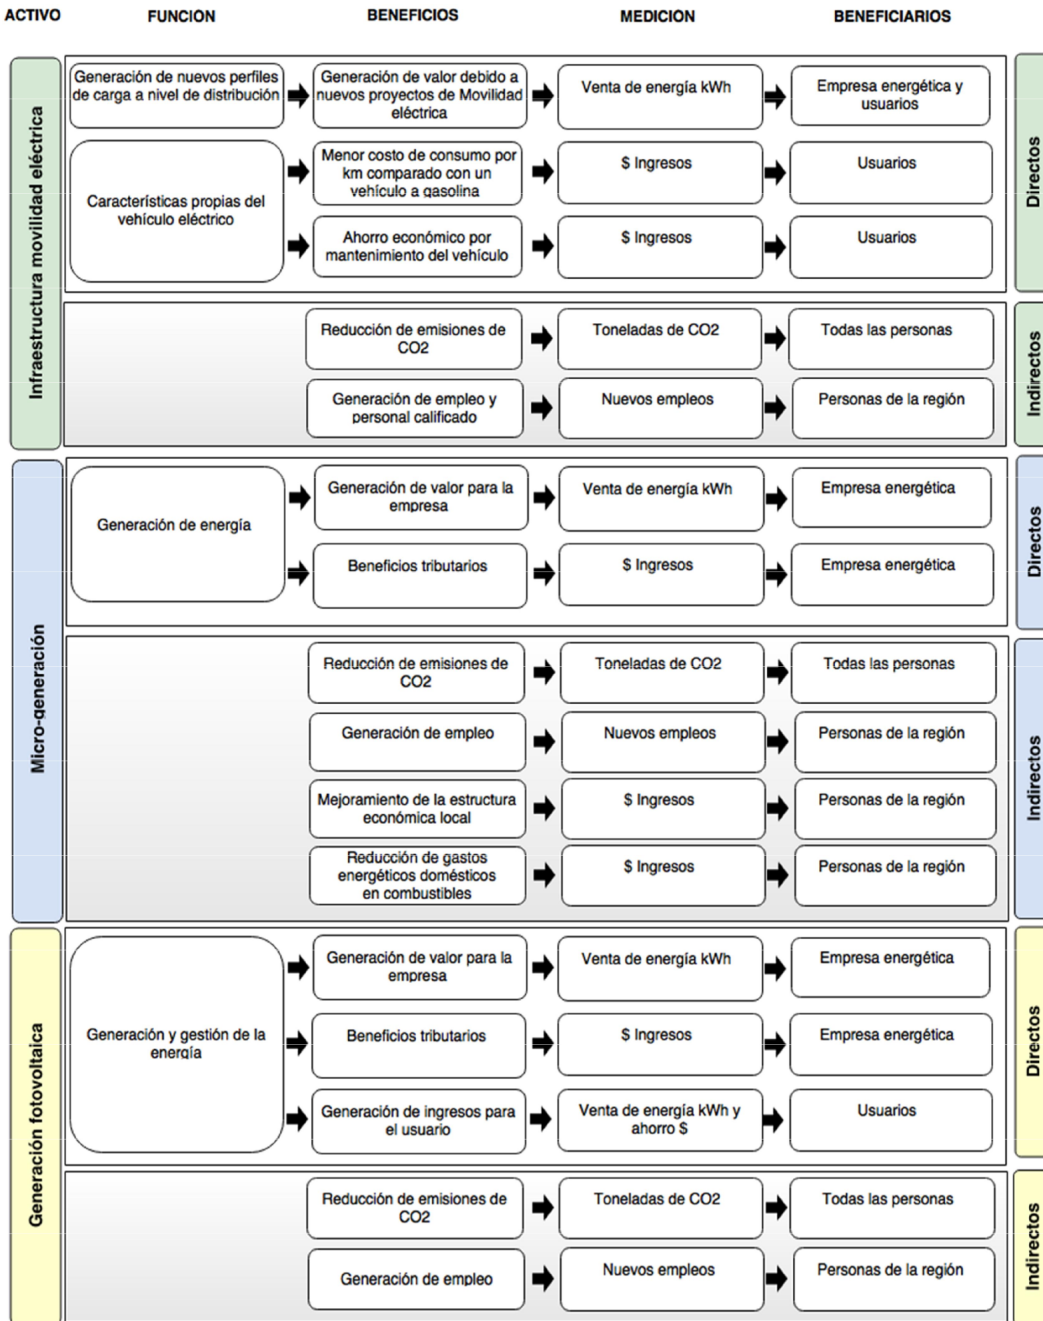 ACTIVO
FUNCION
BENEFICIOS
MEDICION
BENEFICIARIOS
Infraestructura movilidad eléctrica
Generación de nuevos perfiles
de carga a nivel de distribución
Generación de valor debido a
nuevos proyectos de Movilidad
eléctrica
Venta de energía kWh
Empresa energética y
usuarios
Directos
Características propias del
vehículo eléctrico
Menor costo de consumo por
km comparado con un
vehículo a gasolina
$ Ingresos
Usuarios
Ahorro económico por
mantenimiento del vehículo
$ Ingresos
Usuarios
Reducción de emisiones de
CO2
Toneladas de CO2
Todas las personas
Indirectos
Generación de empleo y
personal calificado
Nuevos empleos
Personas de la región
Micro-generación
Generación de energía
Generación de valor para la
empresa
Venta de energía kWh
Empresa energética
Directos
Beneficios tributarios
$ Ingresos
Empresa energética
Reducción de emisiones de
CO2
Toneladas de CO2
Todas las personas
Indirectos
Generación de empleo
Nuevos empleos
Personas de la región
Mejoramiento de la estructura
económica local
$ Ingresos
Personas de la región
Reducción de gastos
energéticos domésticos
en combustibles
$ Ingresos
Personas de la región
Generación fotovoltaica
Generación y gestión de la
energía
Generación de valor para la
empresa
Venta de energía kWh
Empresa energética
Directos
Beneficios tributarios
$ Ingresos
Empresa energética
Generación de ingresos para
el usuario
Venta de energía kWh y
ahorro $
Usuarios
Reducción de emisiones de
CO2
Toneladas de CO2
Todas las personas
Indirectos
Generación de empleo
Nuevos empleos
Personas de la región